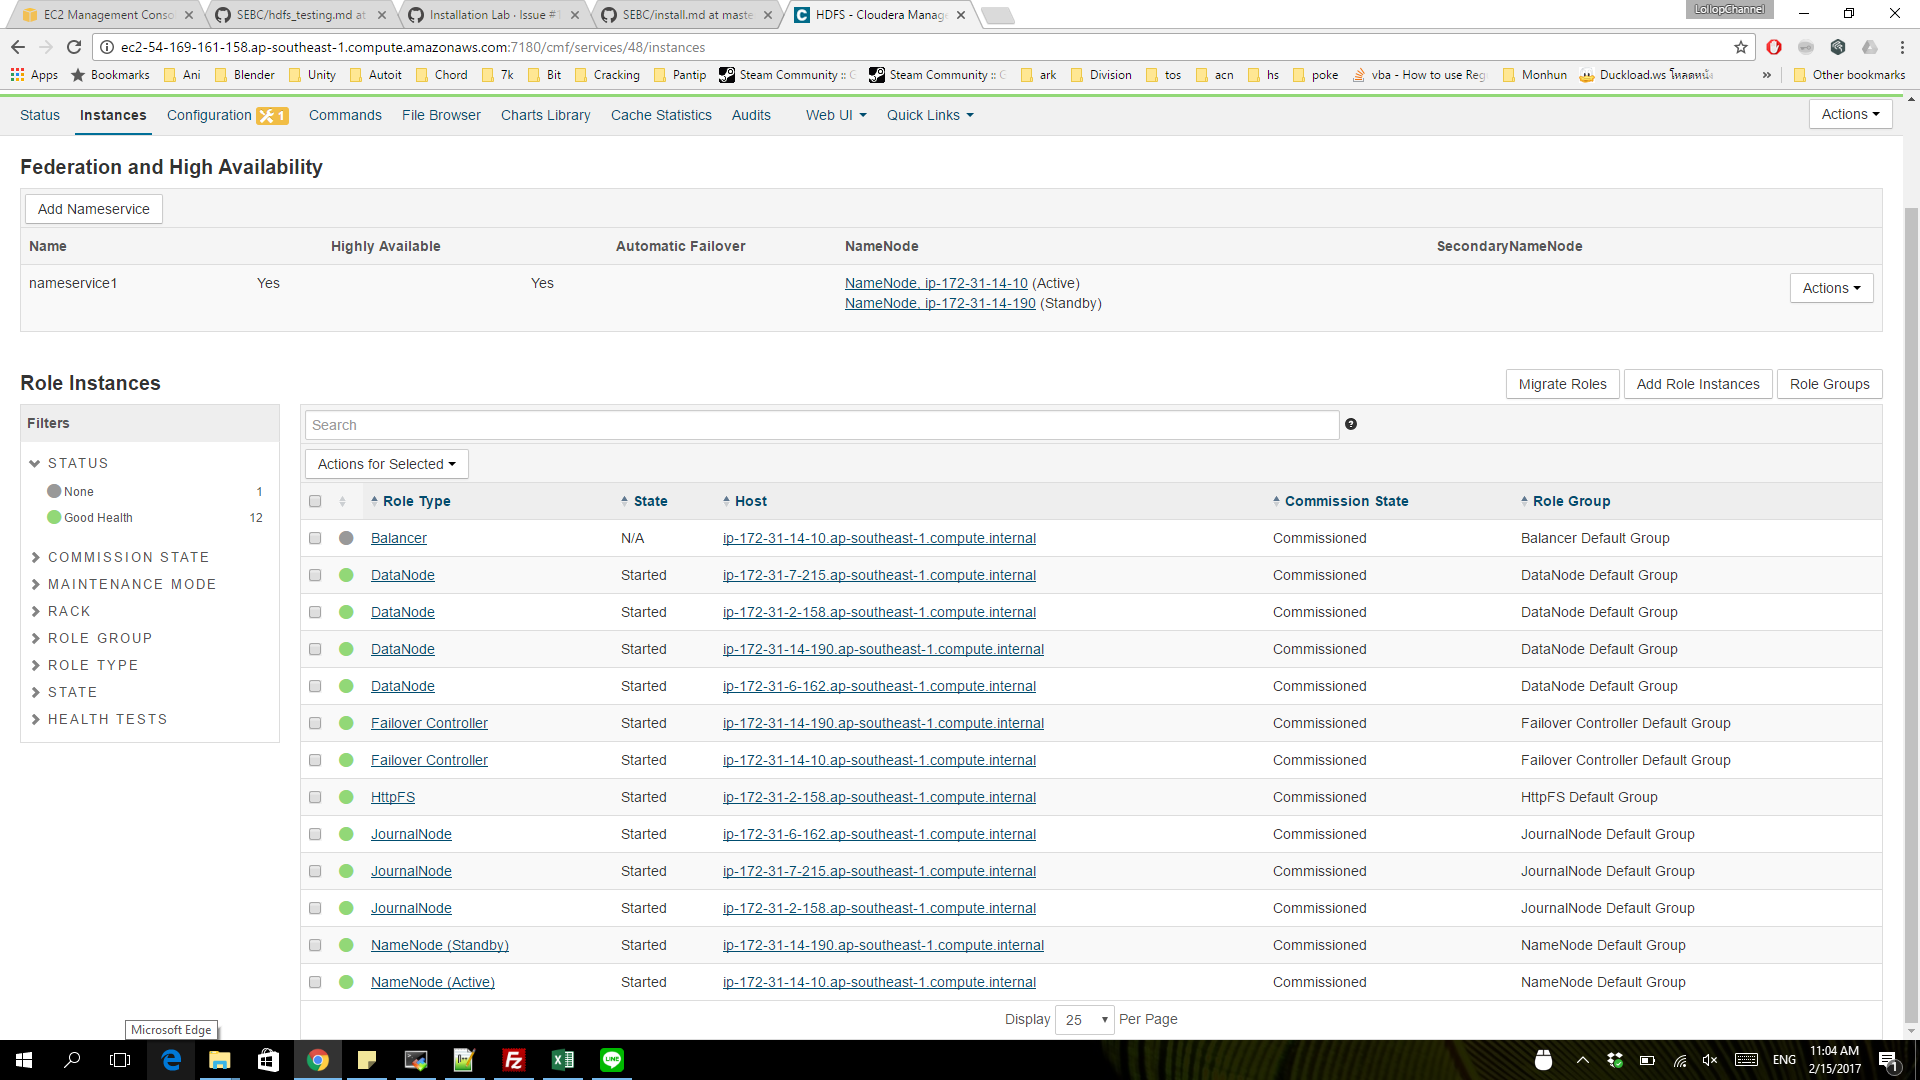 LollopChannel
EC2 Management Conso
SEBC/hdfs_testing.md at
Installation Lab · Issue #1
SEBC/install.md at maste
HDFS - Cloudera Manage
ec2-54-169-161-158.ap-southeast-1.compute.amazonaws.com:7180/cmf/services/48/instances
Apps Bookmarks Ani Blender Unity Autoit Chord 7k Bit Cracking Pantip Steam Community :: G Steam Community :: G ark Division tos acn hs poke vba - How to use Reg Monhun Duckload.ws โหลดหนัง » Other bookmarks
Status Instances Configuration 1 Commands File Browser Charts Library Cache Statistics Audits Web UI Quick Links Actions
Federation and High Availability
Add Nameservice
Name Highly Available Automatic Failover NameNode SecondaryNameNode
nameservice1 Yes Yes NameNode, ip-172-31-14-10 (Active) Actions
NameNode, ip-172-31-14-190 (Standby)
Role Instances
Migrate Roles Add Role Instances Role Groups
Filters
STATUS
None 1
Good Health 12
COMMISSION STATE
MAINTENANCE MODE
RACK
ROLE GROUP
ROLE TYPE
STATE
HEALTH TESTS
Search
Actions for Selected
Role Type State Host Commission State Role Group
Balancer N/A ip-172-31-14-10.ap-southeast-1.compute.internal Commissioned Balancer Default Group
DataNode Started ip-172-31-7-215.ap-southeast-1.compute.internal Commissioned DataNode Default Group
DataNode Started ip-172-31-2-158.ap-southeast-1.compute.internal Commissioned DataNode Default Group
DataNode Started ip-172-31-14-190.ap-southeast-1.compute.internal Commissioned DataNode Default Group
DataNode Started ip-172-31-6-162.ap-southeast-1.compute.internal Commissioned DataNode Default Group
Failover Controller Started ip-172-31-14-190.ap-southeast-1.compute.internal Commissioned Failover Controller Default Group
Failover Controller Started ip-172-31-14-10.ap-southeast-1.compute.internal Commissioned Failover Controller Default Group
HttpFS Started ip-172-31-2-158.ap-southeast-1.compute.internal Commissioned HttpFS Default Group
JournalNode Started ip-172-31-6-162.ap-southeast-1.compute.internal Commissioned JournalNode Default Group
JournalNode Started ip-172-31-7-215.ap-southeast-1.compute.internal Commissioned JournalNode Default Group
JournalNode Started ip-172-31-2-158.ap-southeast-1.compute.internal Commissioned JournalNode Default Group
NameNode (Standby) Started ip-172-31-14-190.ap-southeast-1.compute.internal Commissioned NameNode Default Group
NameNode (Active) Started ip-172-31-14-10.ap-southeast-1.compute.internal Commissioned NameNode Default Group
Display 25 Per Page
Microsoft Edge
ENG
11:04 AM
2/15/2017
1